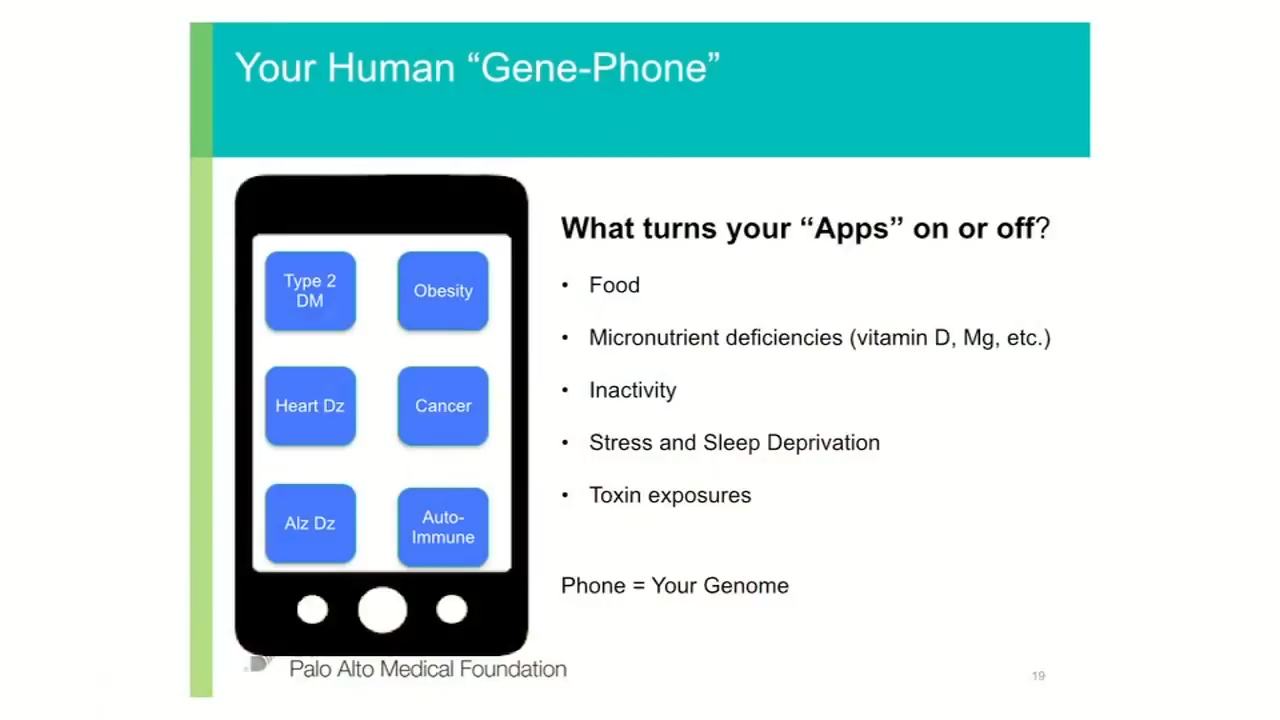 Your Human “Gene-Phone”
Type 2
DM
Obesity
Heart Dz
Cancer
Alz Dz
Auto-
Immune
What turns your “Apps” on or off?
• Food
• Micronutrient deficiencies (vitamin D, Mg, etc.)
• Inactivity
• Stress and Sleep Deprivation
• Toxin exposures
Phone = Your Genome
Palo Alto Medical Foundation
19